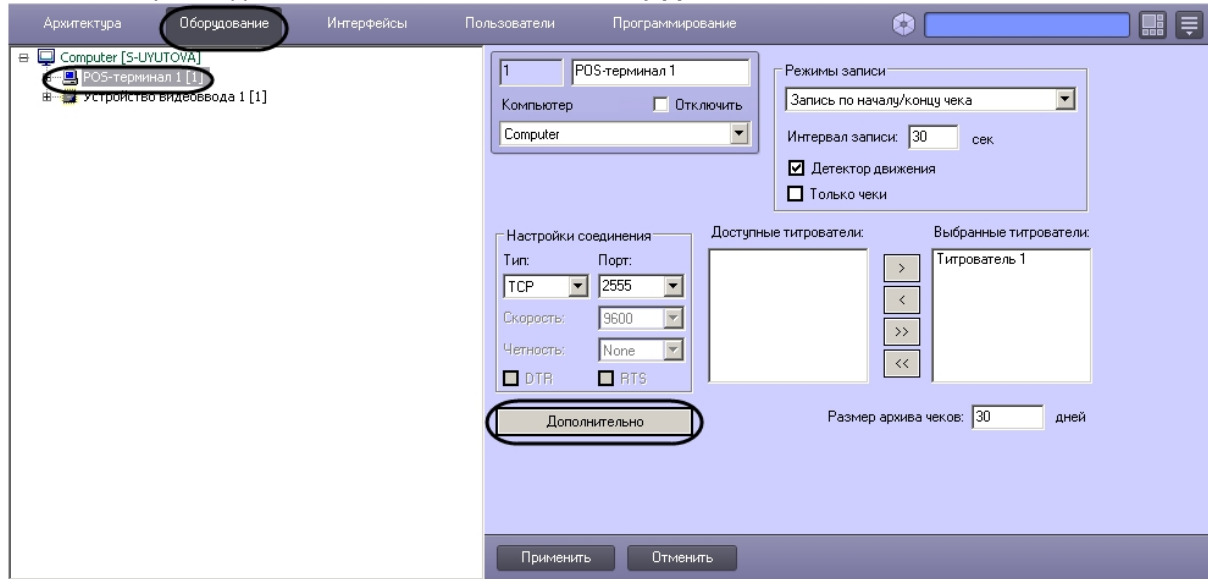 Архитектура Оборудование Интерфейсы Пользователи Программирование
Computer [S-UYUTOVA]
POS-терминал 1 [1]
Устройство видеоввода 1 [1]
1 POS-терминал 1
Компьютер Отключить
Computer
Режимы записи
Запись по началу/концу чека
Интервал записи: 30 сек
Детектор движения
Только чеки
Настройки соединения
Тип: Порт:
TCP 2555
Скорость: 9600
Четность: None
DTR RTS
Доступные титрователи: Выбранные титрователи:
Титрователь 1
>
<
>>
<<
Дополнительно
Размер архива чеков: 30 дней
Применить Отменить